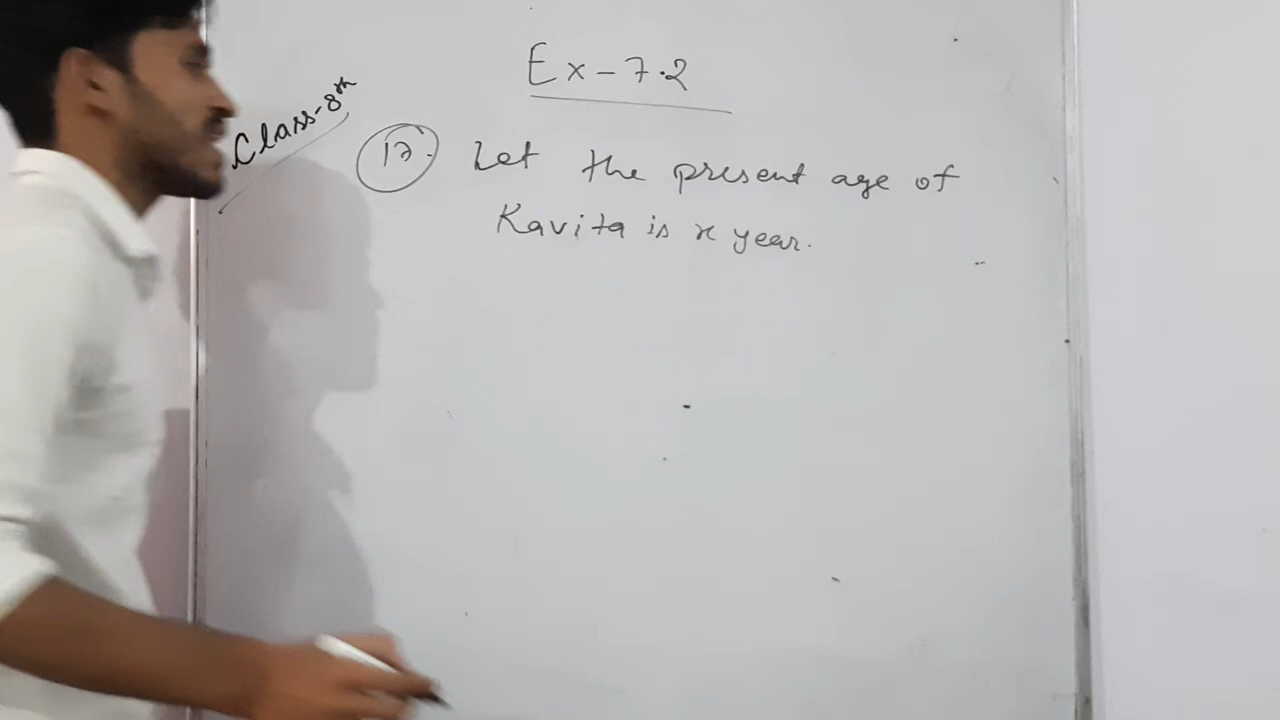 Ex-7.2
Class-8th
17. Let the present age of
Kavita is x year.